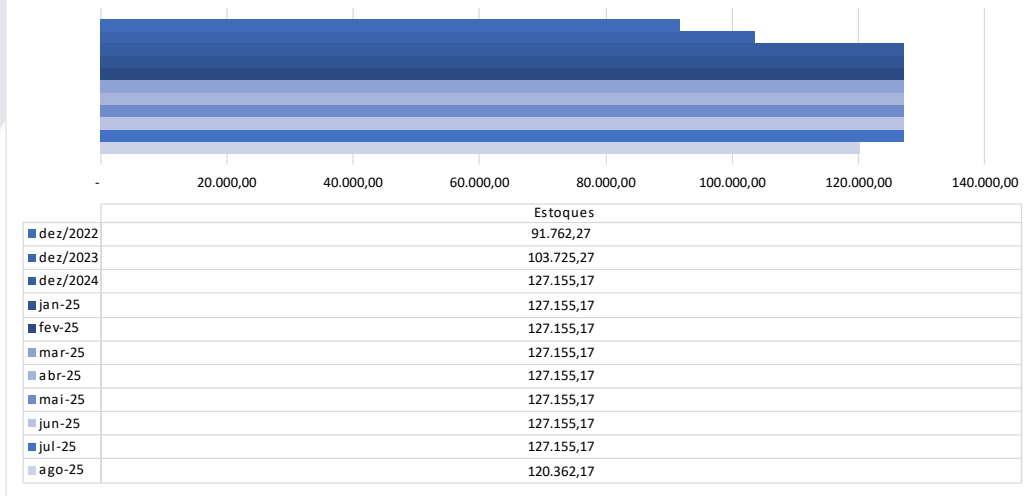 - 20.000,00 40.000,00 60.000,00 80.000,00 100.000,00 120.000,00 140.000,00
Estoques
dez/2022 91.762,27
dez/2023 103.725,27
dez/2024 127.155,17
jan-25 127.155,17
fev-25 127.155,17
mar-25 127.155,17
abr-25 127.155,17
mai-25 127.155,17
jun-25 127.155,17
jul-25 127.155,17
ago-25 120.362,17